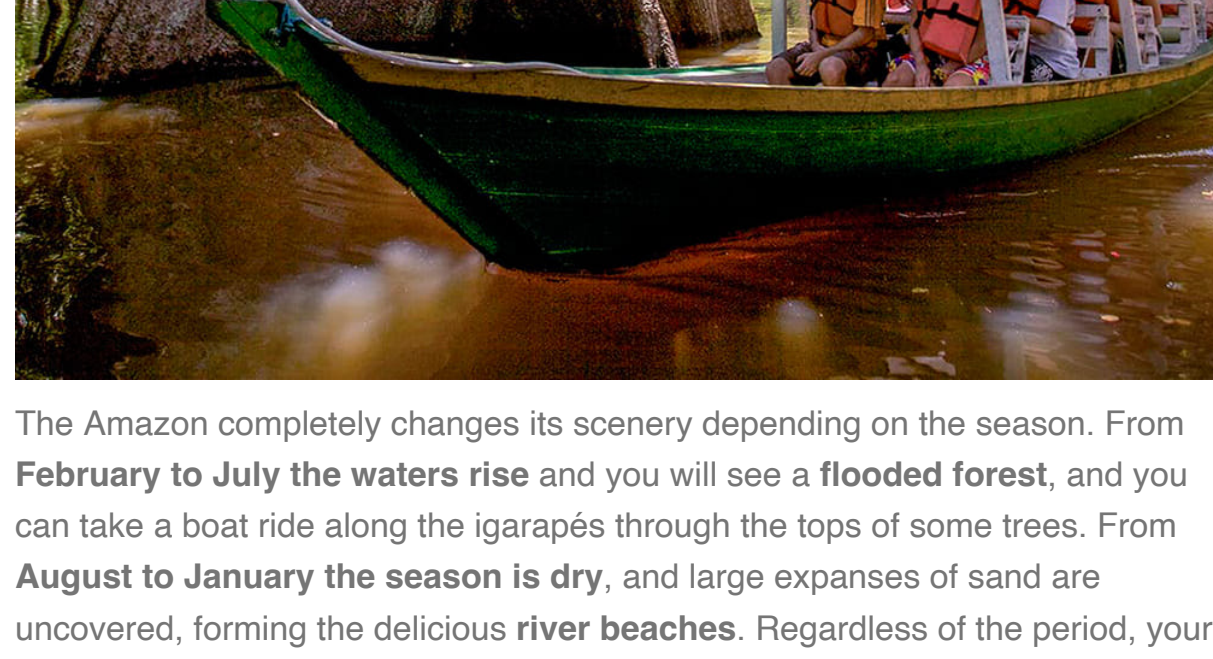 The Amazon completely changes its scenery depending on the season. From
February to July the waters rise and you will see a flooded forest, and you
can take a boat ride along the igarapés through the tops of some trees. From
August to January the season is dry, and large expanses of sand are
uncovered, forming the delicious river beaches. Regardless of the period, your